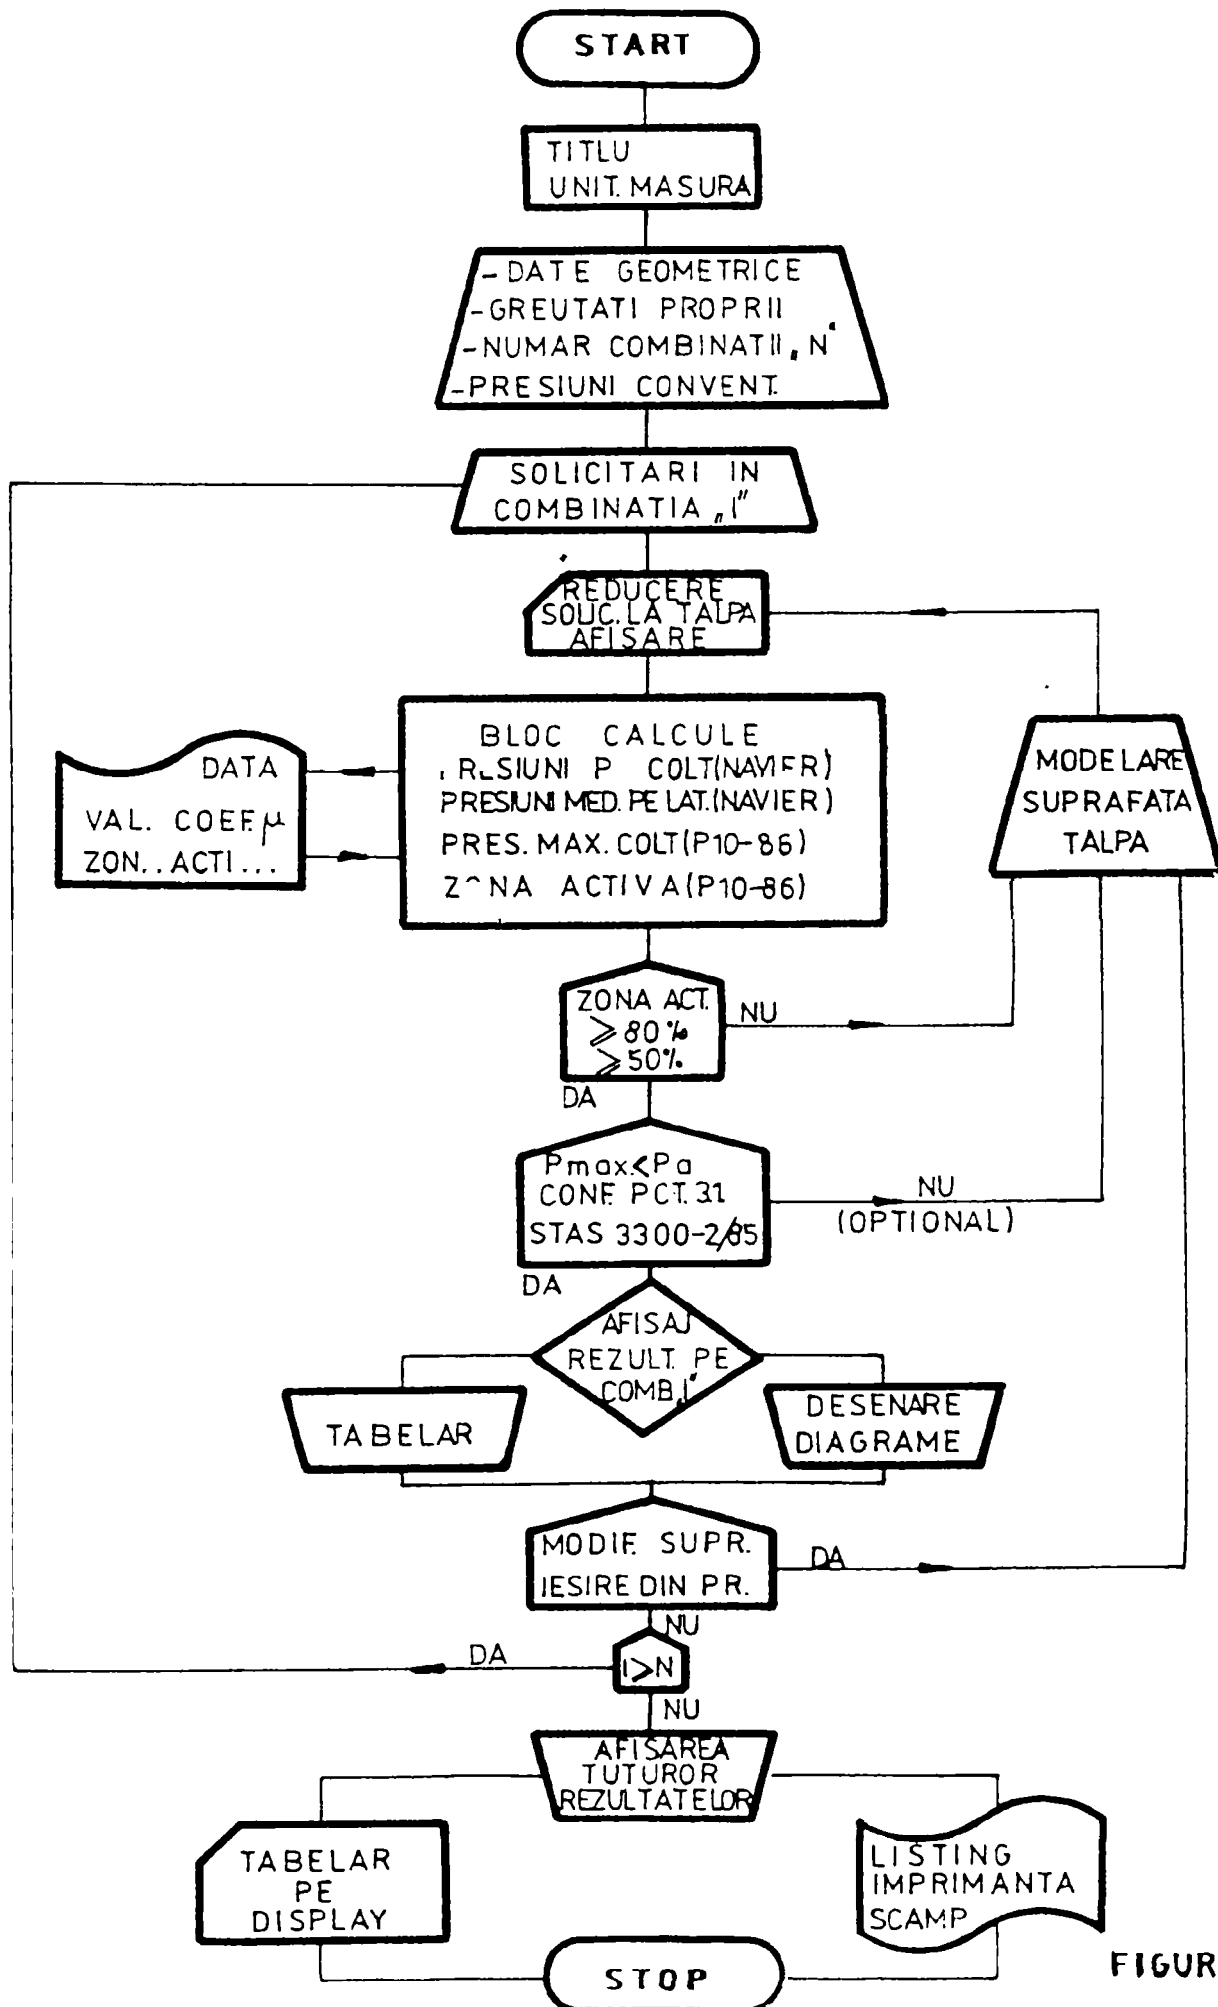 START
TITLU
UNIT. MASURA
- DATE GEOMETRICE
- GREUTATI PROPRII
- NUMAR COMBINATII „N"
- PRESIUNI CONVENT.
SOLICITARI IN
COMBINATIA „I"
REDUCERE
SOLIC. LA TALPA
AFISARE
BLOC CALCULE
P COLT (NAVIER)
PRESIUNI MED. PE LAT. (NAVIER)
PRES. MAX. COLT (P10-86)
ACTIVA (P10-86)
DATA
VAL. COEF. μ
MODELARE
SUPRAFATA
TALPA
ZONA ACT.
⩾ 80%
⩾ 50%
NU
DA
Pmax. < Pa
CONF. PCT. 3.1
STAS 3300-2/85
NU
(OPTIONAL)
DA
AFISAJ
REZULT. PE
COMB. „I"
TABELAR
DESENARE
DIAGRAME
MODIF. SUPR.
IESIRE DIN PR.
DA
NU
I>N
DA
NU
AFISAREA
TUTUROR
REZULTATELOR
TABELAR
PE
DISPLAY
LISTING
IMPRIMANTA
SCAMP
STOP
FIGUR